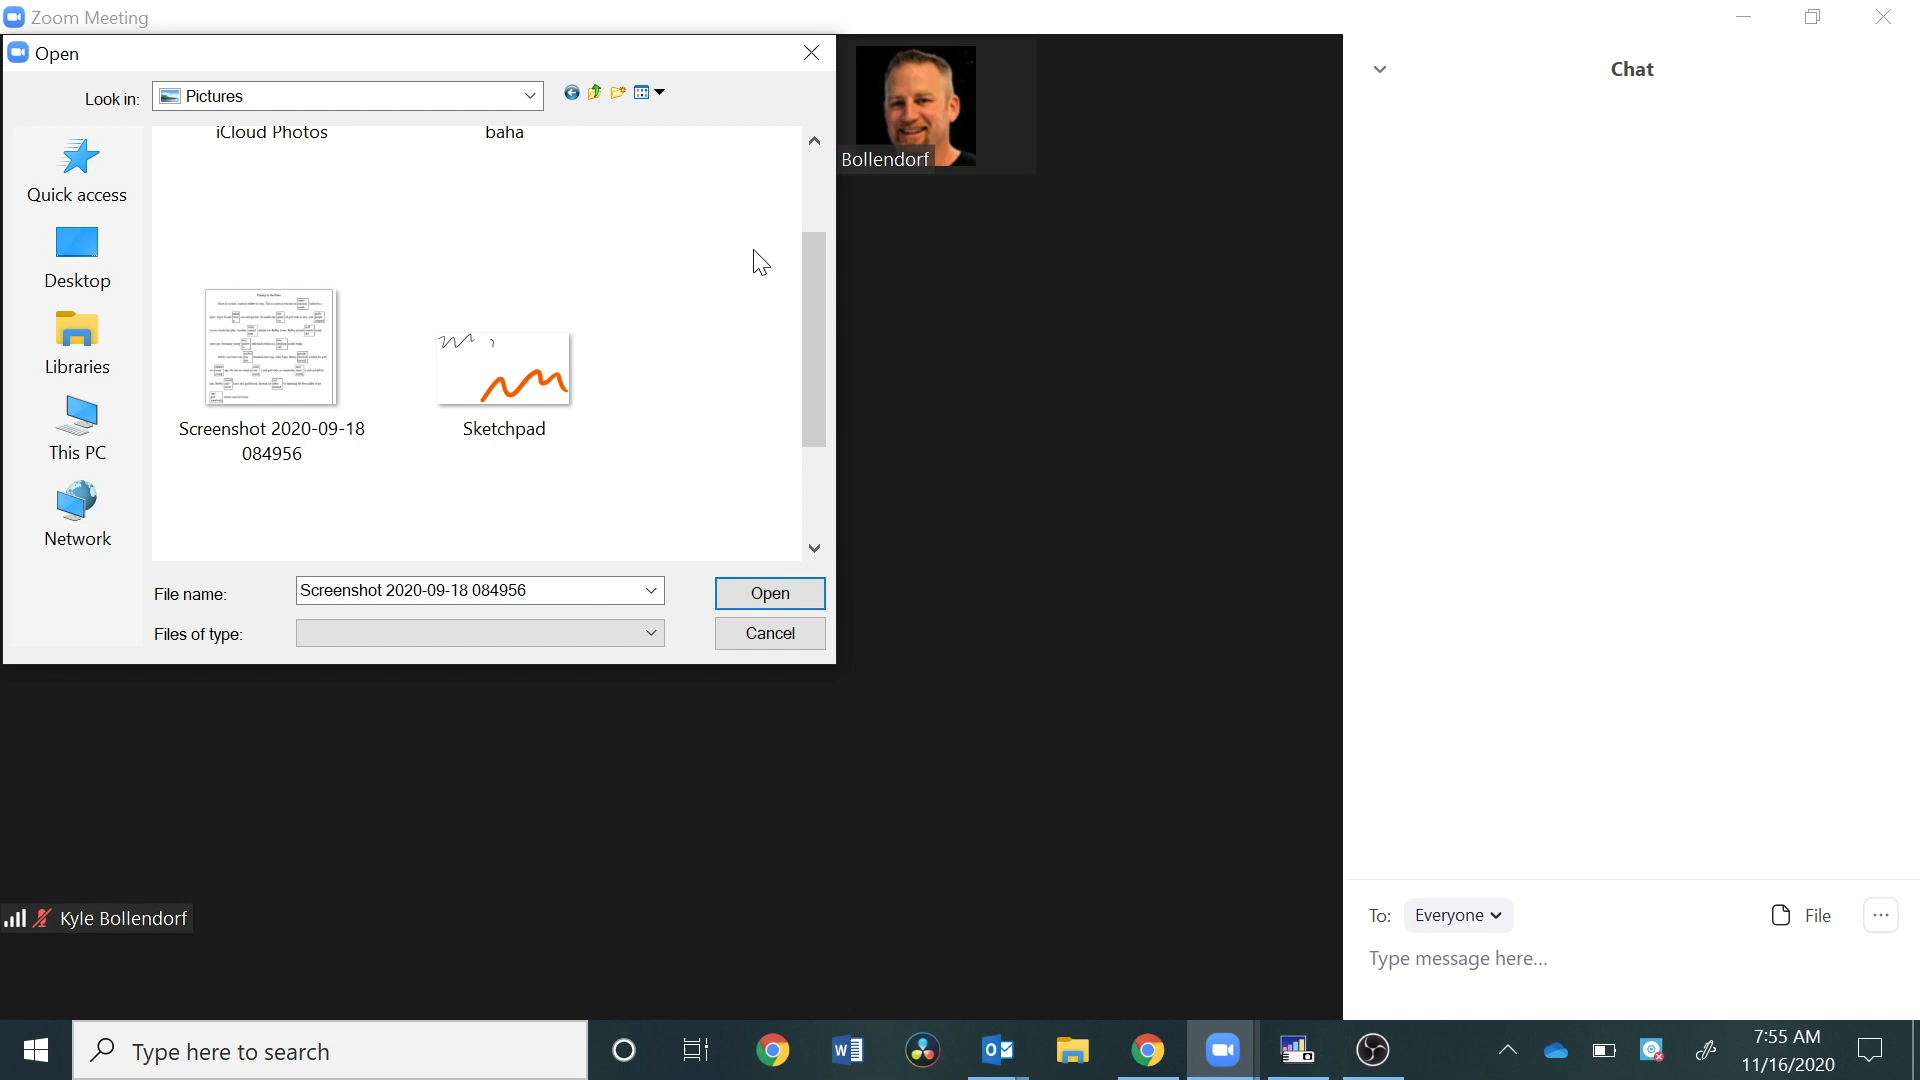 Zoom Meeting
Open
Look in:
Pictures
Quick access
Desktop
Libraries
This PC
Network
iCloud Photos
baha
Screenshot 2020-09-18
084956
Sketchpad
File name:
Screenshot 2020-09-18 084956
Open
Files of type:
Cancel
Bollendorf
Kyle Bollendorf
Chat
To:
Everyone
File
Type message here...
Type here to search
7:55 AM
11/16/2020